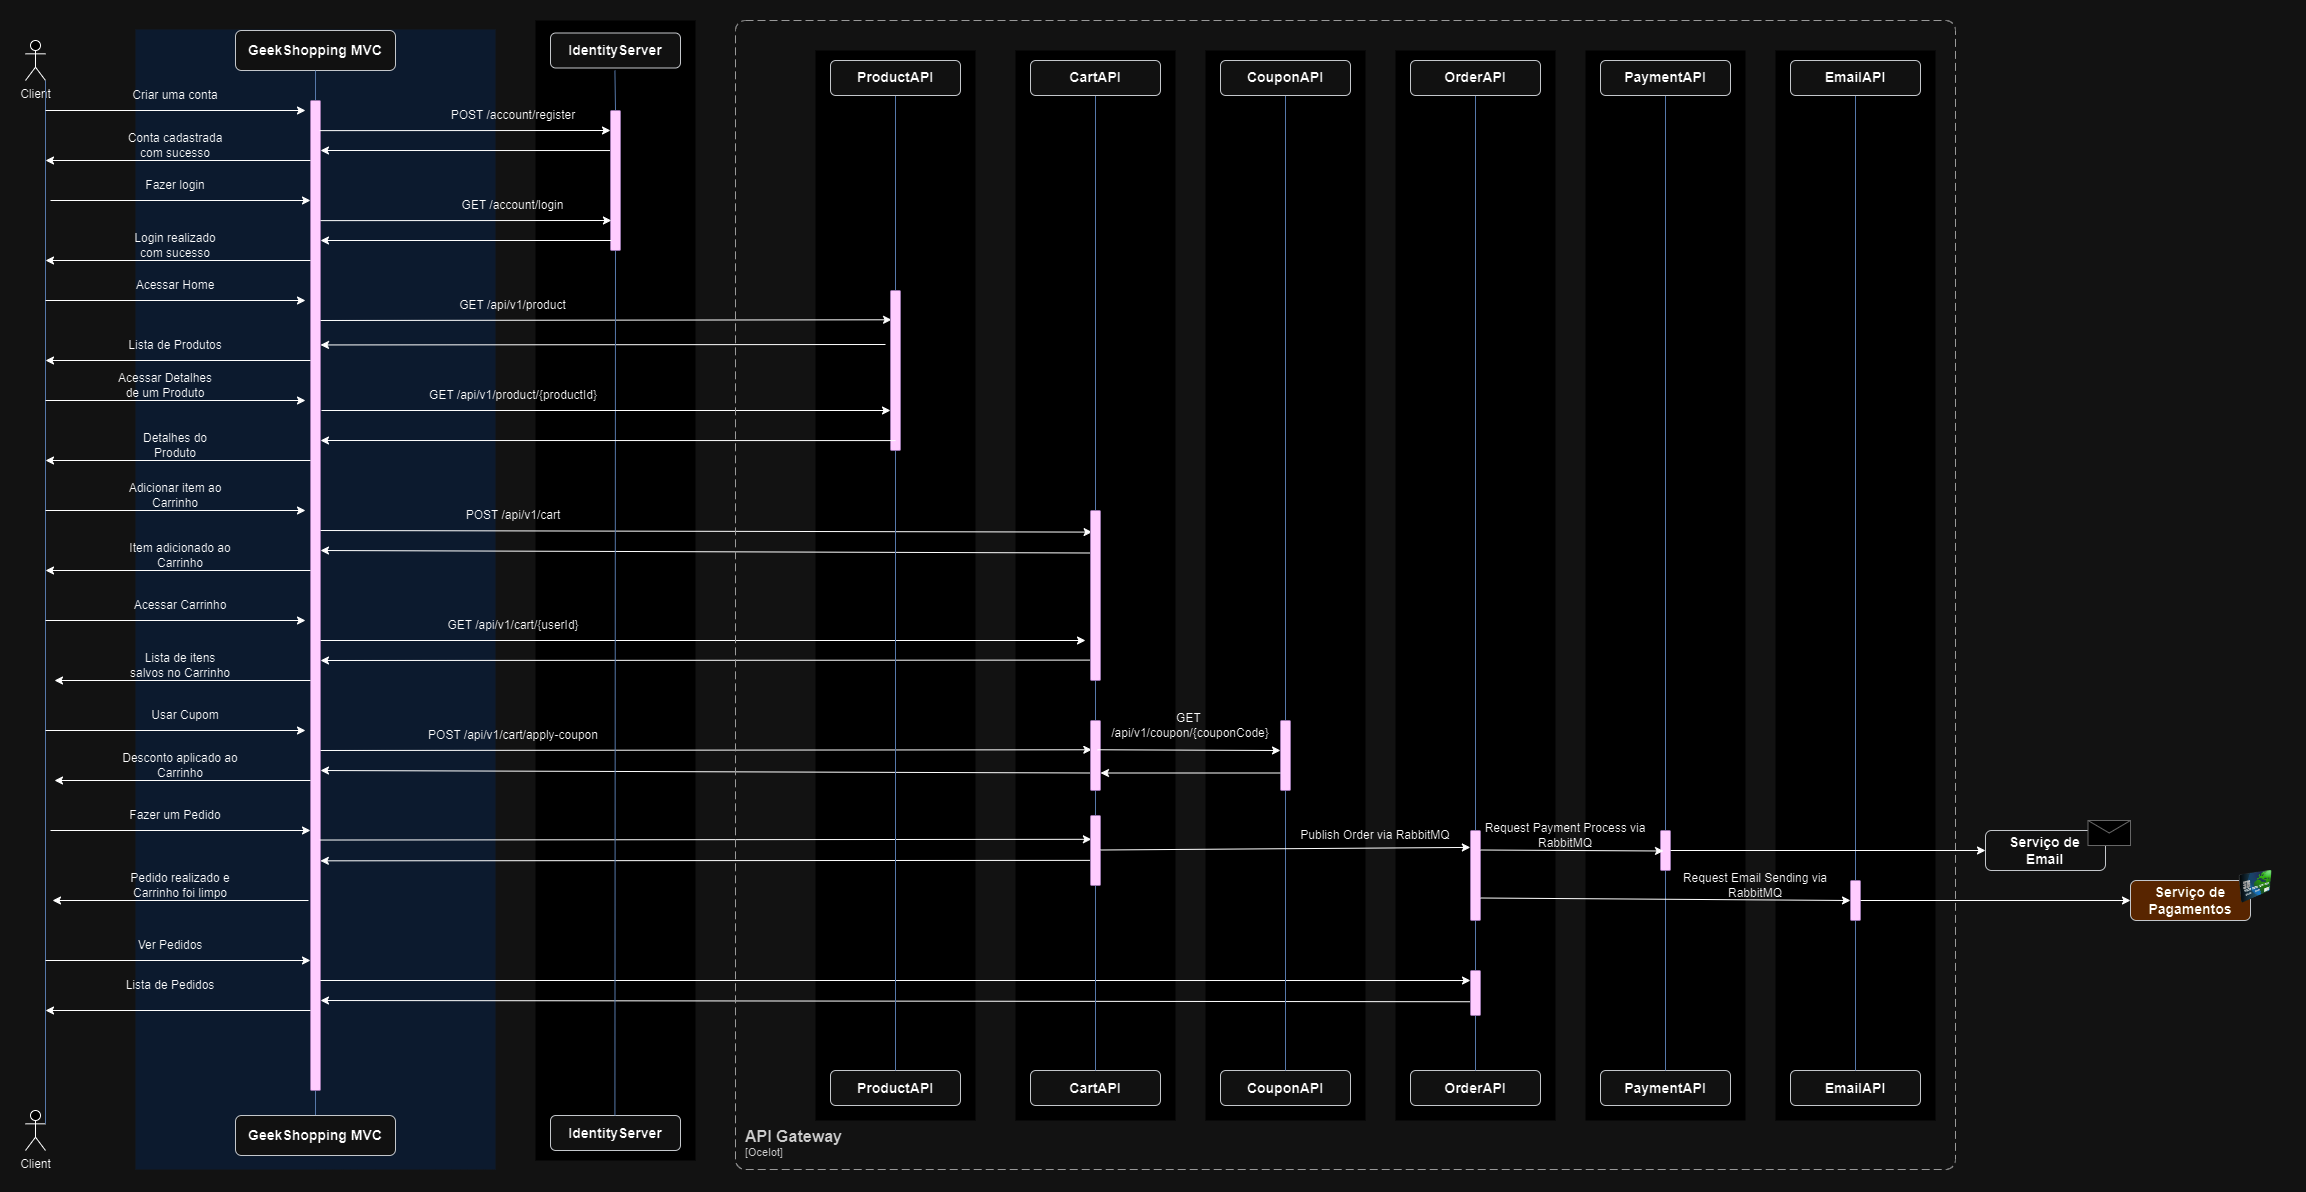 GeekShopping MVC
IdentityServer
ProductAPI
CartAPI
CouponAPI
OrderAPI
PaymentAPI
EmailAPI
Client
Criar uma conta
POST /account/register
Conta cadastrada
com sucesso
Fazer login
GET /account/login
Login realizado
com sucesso
Acessar Home
GET /api/v1/product
Lista de Produtos
Acessar Detalhes
de um Produto
GET /api/v1/product/{productId}
Detalhes do
Produto
Adicionar item ao
Carrinho
POST /api/v1/cart
Item adicionado ao
Carrinho
Acessar Carrinho
GET /api/v1/cart/{userId}
Lista de itens
salvos no Carrinho
Usar Cupom
POST /api/v1/cart/apply-coupon
GET
/api/v1/coupon/{couponCode}
Desconto aplicado ao
Carrinho
Fazer um Pedido
Publish Order via RabbitMQ
Request Payment Process via
RabbitMQ
Serviço de
Email
Pedido realizado e
Carrinho foi limpo
Request Email Sending via
RabbitMQ
Serviço de
Pagamentos
Ver Pedidos
Lista de Pedidos
ProductAPI
CartAPI
CouponAPI
OrderAPI
PaymentAPI
EmailAPI
GeekShopping MVC
IdentityServer
API Gateway
[Ocelot]
Client